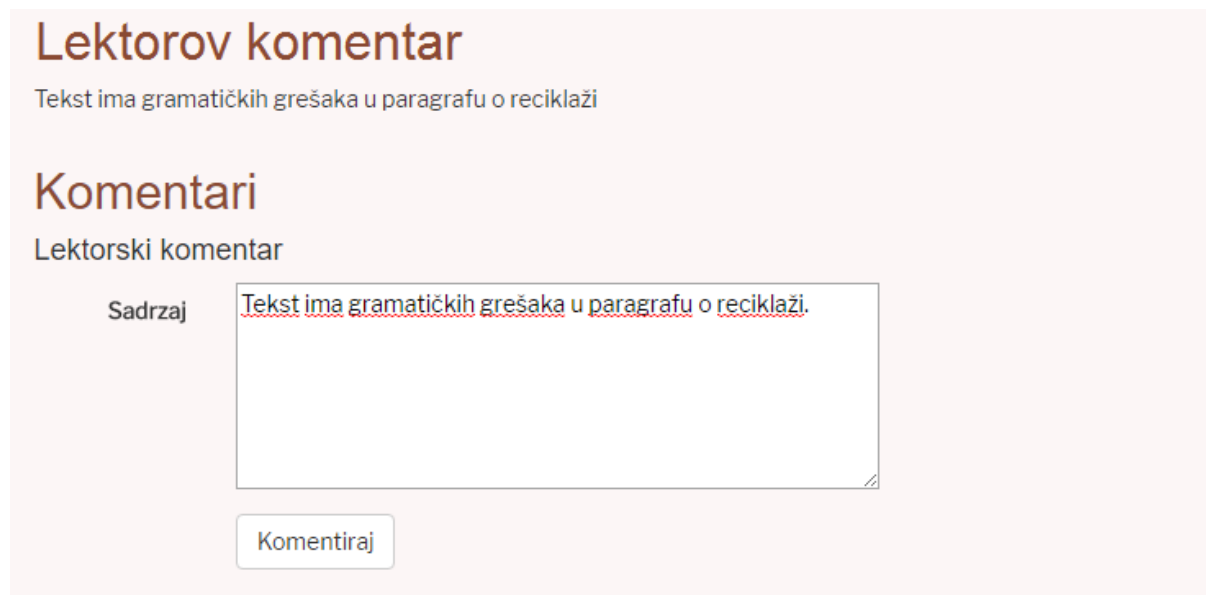 Lektorov komentar
Tekst ima gramatičkih grešaka u paragrafu o reciklaži
Komentari
Lektorski komentar
Sadrzaj
Tekst ima gramatičkih grešaka u paragrafu o reciklaži.
Komentiraj